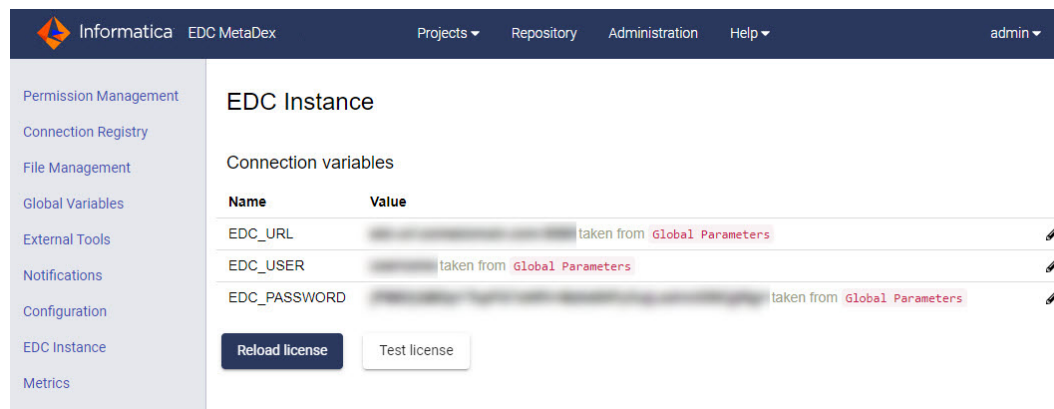 Informatica EDC MetaDex Projects Repository Administration Help admin
Permission Management
Connection Registry
File Management
Global Variables
External Tools
Notifications
Configuration
EDC Instance
Metrics
EDC Instance
Connection variables
Name Value
EDC_URL taken from Global Parameters
EDC_USER taken from Global Parameters
EDC_PASSWORD taken from Global Parameters
Reload license Test license